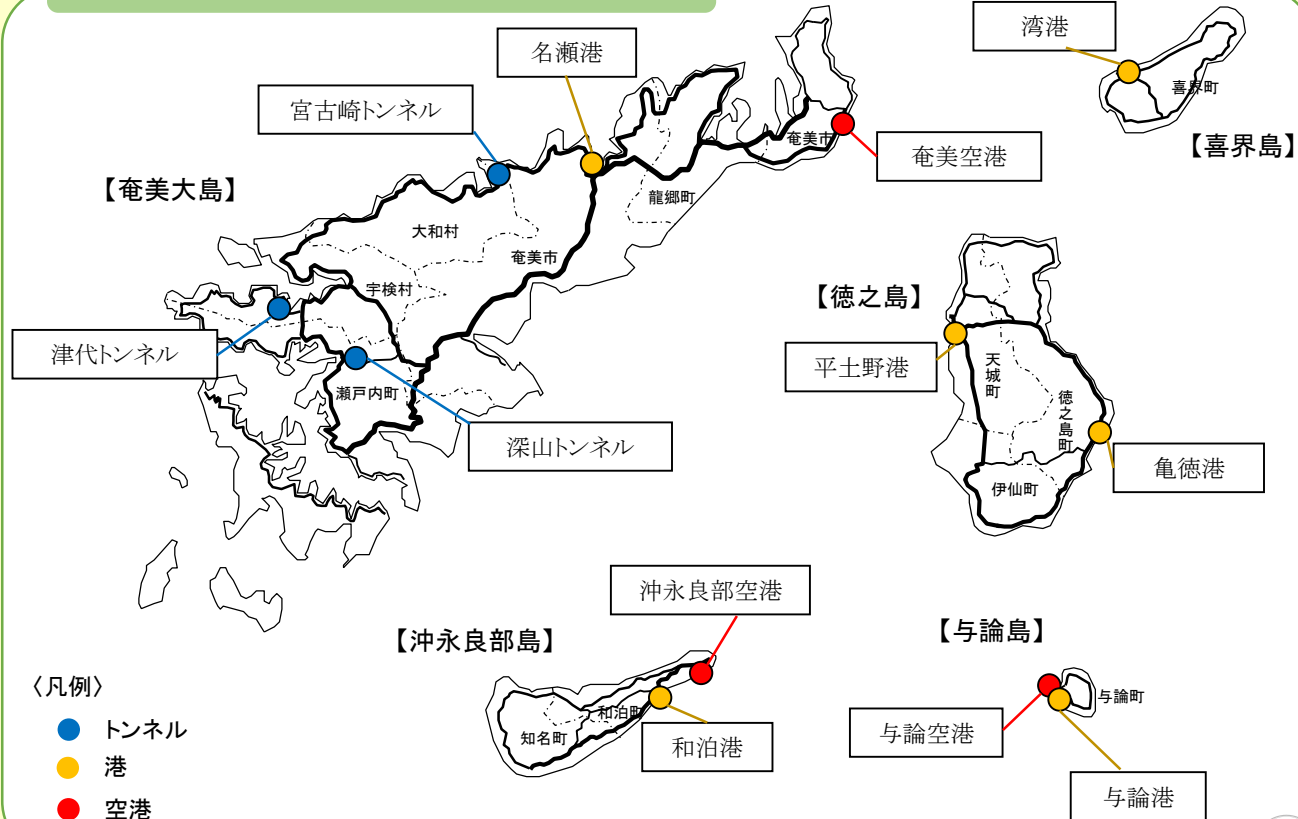 湾港
名瀬港
喜界町
宮古崎トンネル
奄美市
奄美空港
【喜界島】
【奄美大島】
龍郷町
大和村
奄美市
宇検村
【徳之島】
津代トンネル
平土野港
天城町
瀬戸内町
徳之島町
深山トンネル
亀徳港
伊仙町
沖永良部空港
【沖永良部島】
【与論島】
〈凡例〉
与論町
和泊町
トンネル
知名町
与論空港
和泊港
港
与論港
空港